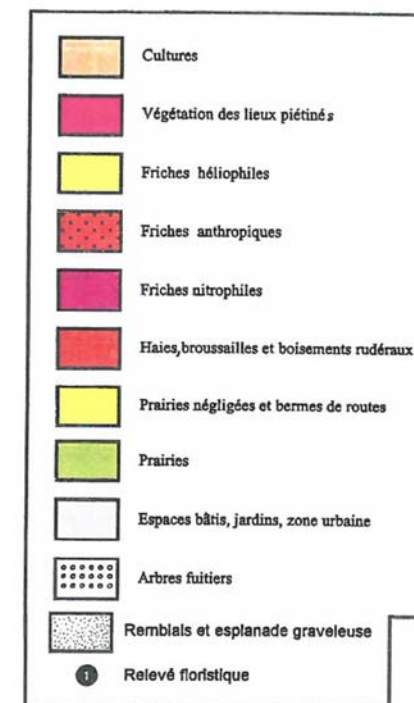 Cultures
Végétation des lieux piétinés
Friches héliophiles
Friches anthropiques
Friches nitrophiles
Haies,broussailles et boisements rudéraux
Prairies négligées et bermes de routes
Prairies
Espaces bâtis, jardins, zone urbaine
Arbres fuitiers
Remblais et esplanade graveleuse
Relevé floristique